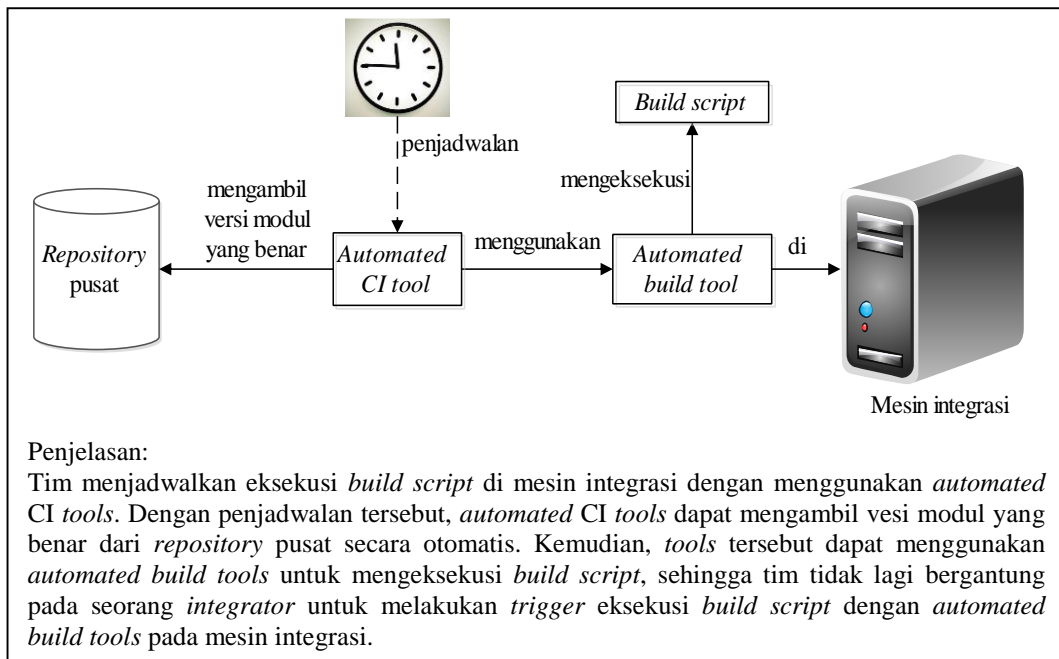 penjadwalan
Build script
mengeksekusi
mengambil
versi modul
yang benar
Repository
pusat
Automated
CI tool
menggunakan
Automated
build tool
di
Mesin integrasi
Penjelasan:
Tim menjadwalkan eksekusi build script di mesin integrasi dengan menggunakan automated
CI tools. Dengan penjadwalan tersebut, automated CI tools dapat mengambil vesi modul yang
benar dari repository pusat secara otomatis. Kemudian, tools tersebut dapat menggunakan
automated build tools untuk mengeksekusi build script, sehingga tim tidak lagi bergantung
pada seorang integrator untuk melakukan trigger eksekusi build script dengan automated
build tools pada mesin integrasi.